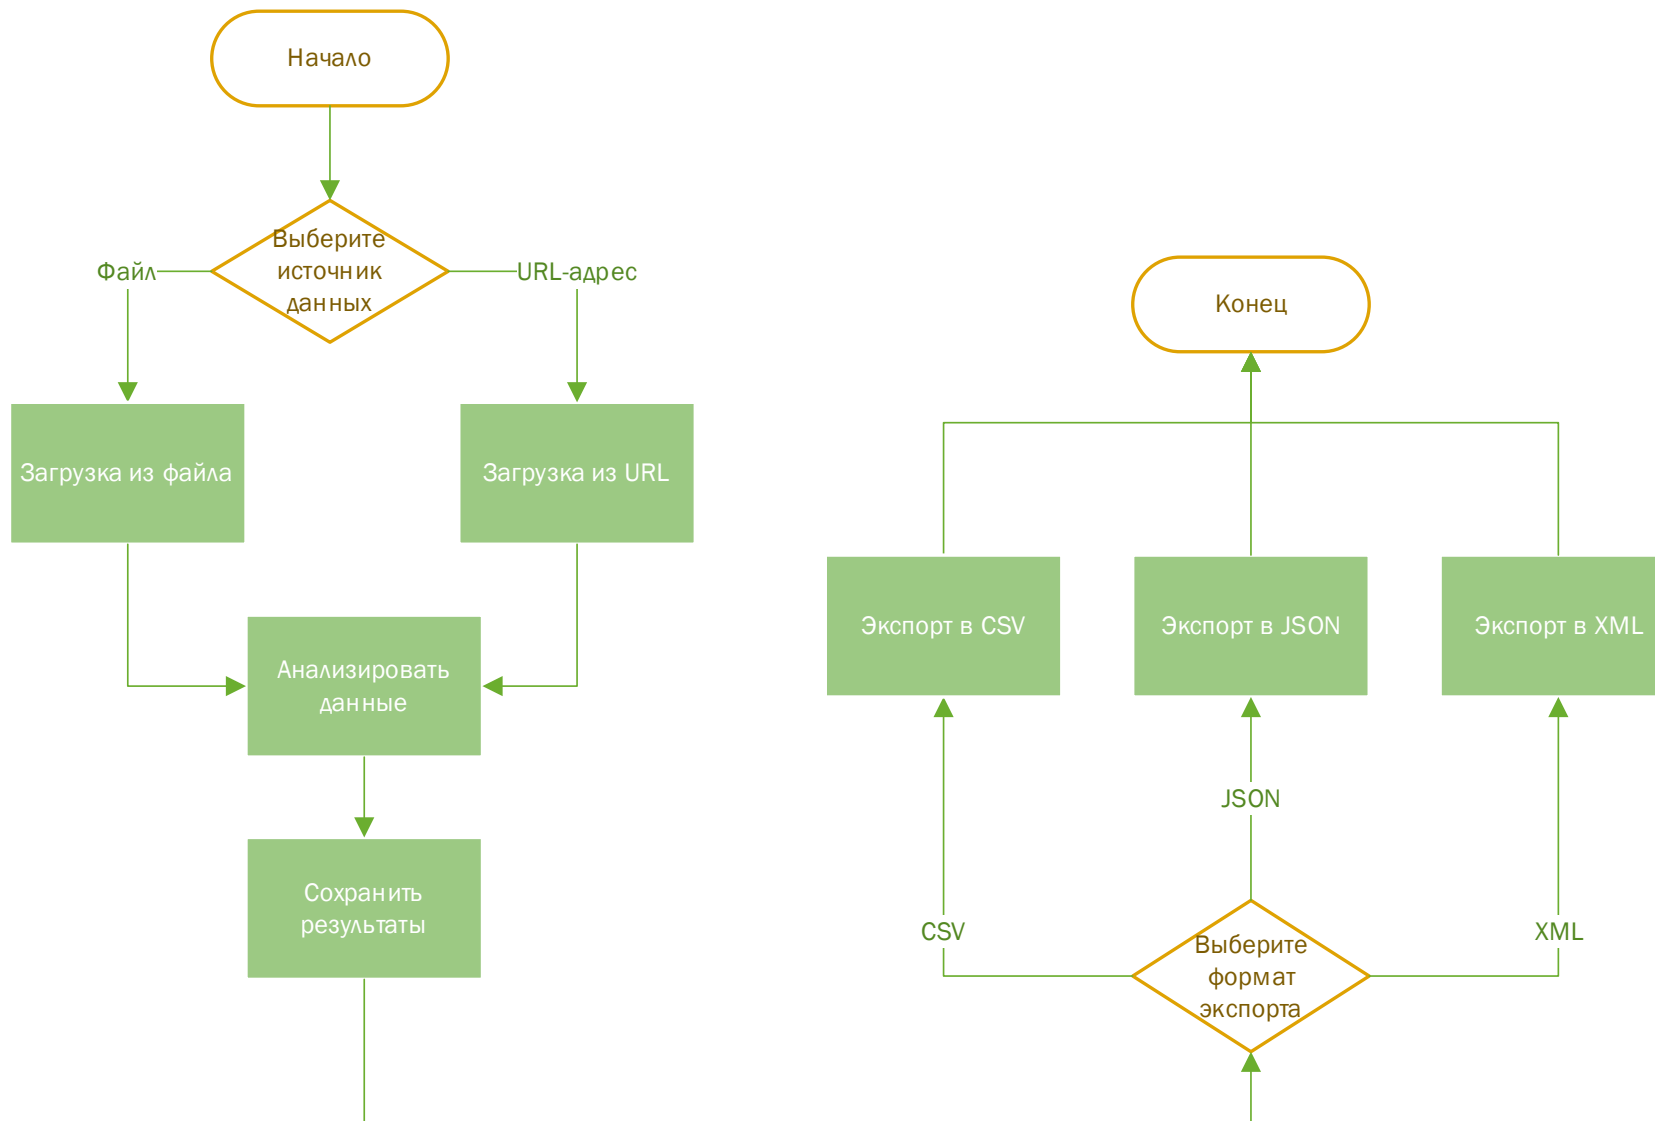 Начало
Выберите
источник
данных
Файл
URL-адрес
Загрузка из файла
Загрузка из URL
Анализировать
данные
Сохранить
результаты
Конец
Экспорт в CSV
Экспорт в JSON
Экспорт в XML
JSON
CSV
XML
Выберите
формат
экспорта